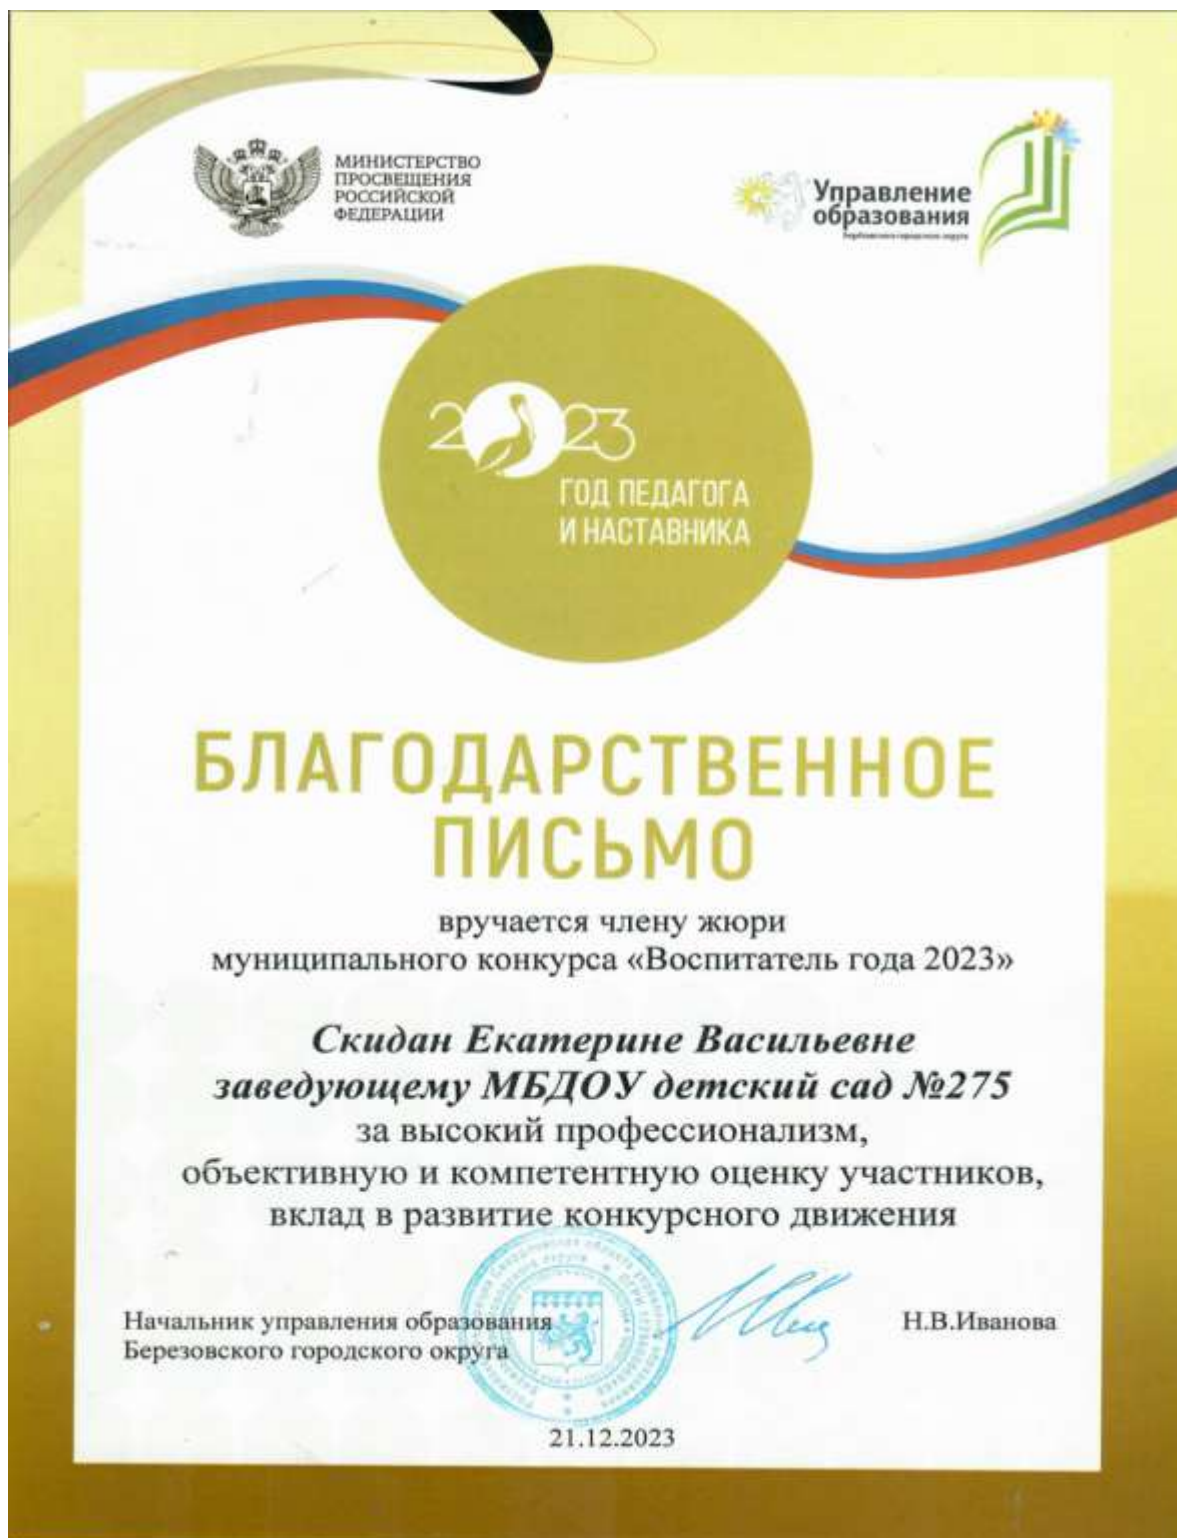 МИНИСТЕРСТВО
ПРОСВЕЩЕНИЯ
РОССИЙСКОЙ
ФЕДЕРАЦИИ
Управление
образования
2023
ГОД ПЕДАГОГА
И НАСТАВНИКА
БЛАГОДАРСТВЕННОЕ
ПИСЬМО
вручается члену жюри
муниципального конкурса «Воспитатель года 2023»
Скидан Екатерине Васильевне
заведующему МБДОУ детский сад №275
за высокий профессионализм,
объективную и компетентную оценку участников,
вклад в развитие конкурсного движения
Начальник управления образования
Березовского городского округа
Н.В.Иванова
21.12.2023